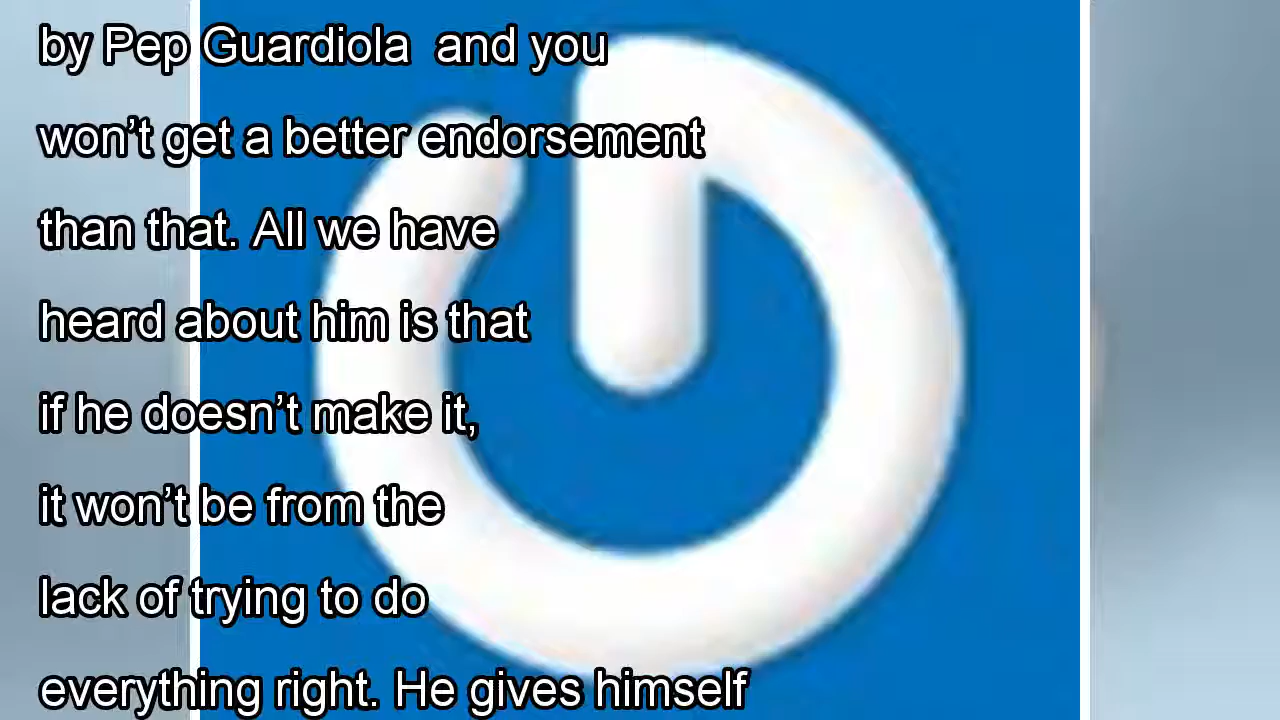 by Pep Guardiola  and you
won’t get a better endorsement
than that. All we have
heard about him is that
if he doesn’t make it,
it won’t be from the
lack of trying to do
everything right. He gives himself